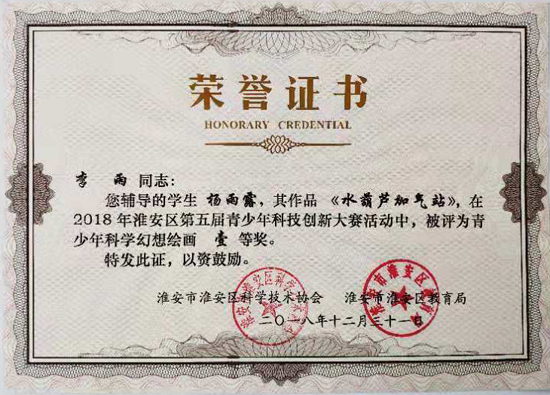 荣誉证书
HONORARY CREDENTIAL
李雨同志：
您辅导的学生 杨雨露，其作品《水葫芦加气站》，在
2018年淮安区第五届青少年科技创新大赛活动中，被评为青
少年科学幻想绘画 壹 等奖。
特发此证，以资鼓励。
淮安市淮安区科学技术协会 淮安市淮安区教育局
二〇一八年十二月三十一日